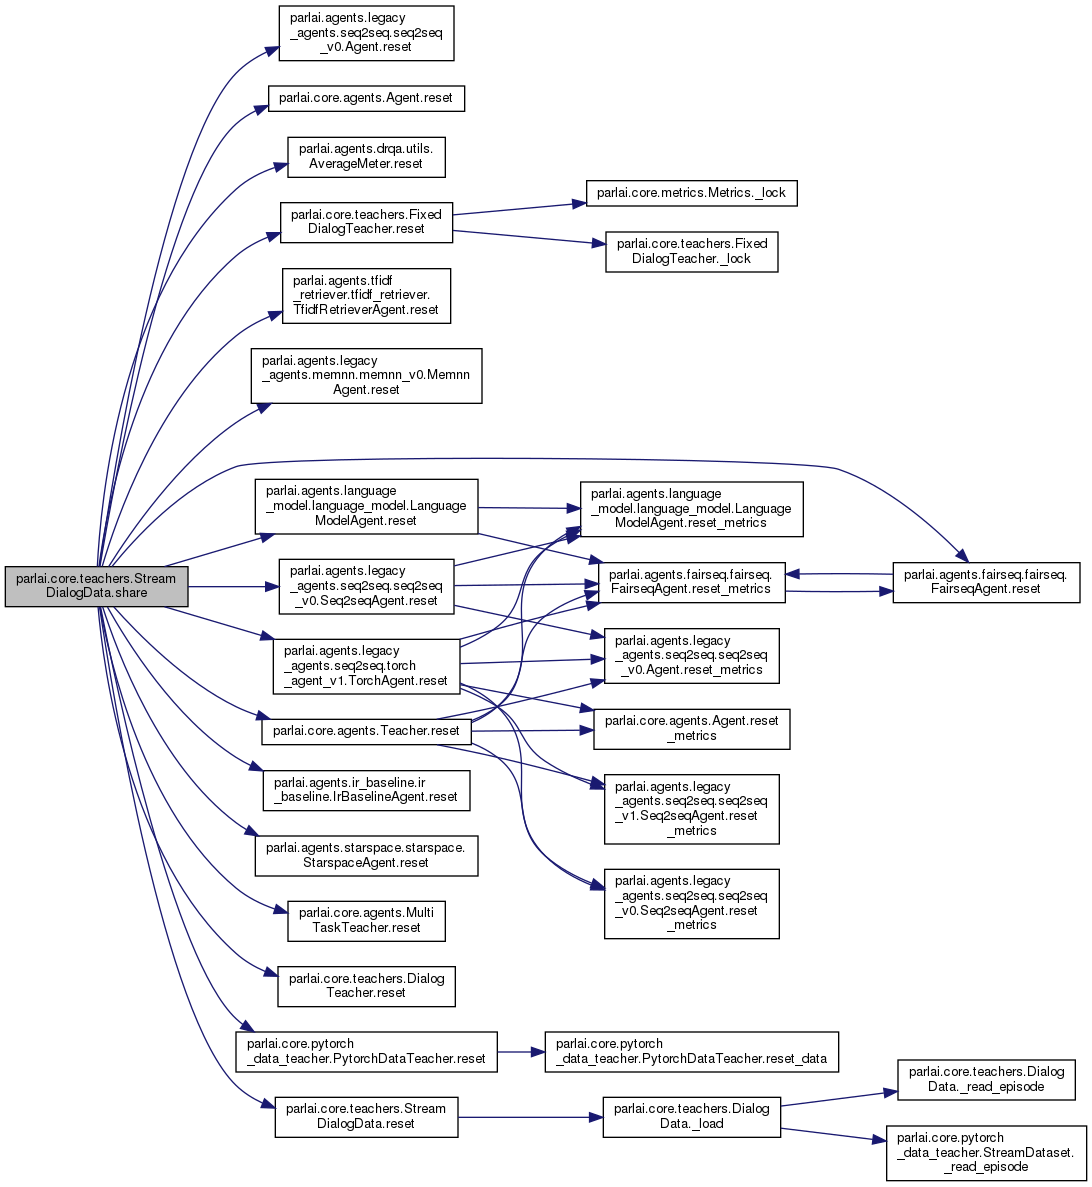 parlai.agents.legacy
_agents.seq2seq.seq2seq
_v0.Agent.reset
parlai.core.agents.Agent.reset
parlai.agents.drqa.utils.
AverageMeter.reset
parlai.core.teachers.Fixed
DialogTeacher.reset
parlai.core.metrics.Metrics._lock
parlai.core.teachers.Fixed
DialogTeacher._lock
parlai.agents.tfidf
_retriever.tfidf_retriever.
TfidfRetrieverAgent.reset
parlai.agents.legacy
_agents.memnn.memnn_v0.Memnn
Agent.reset
parlai.agents.language
_model.language_model.Language
ModelAgent.reset
parlai.agents.language
_model.language_model.Language
ModelAgent.reset_metrics
parlai.core.teachers.Stream
DialogData.share
parlai.agents.legacy
_agents.seq2seq.seq2seq
_v0.Seq2seqAgent.reset
parlai.agents.fairseq.fairseq.
FairseqAgent.reset_metrics
parlai.agents.fairseq.fairseq.
FairseqAgent.reset
parlai.agents.legacy
_agents.seq2seq.torch
_agent_v1.TorchAgent.reset
parlai.agents.legacy
_agents.seq2seq.seq2seq
_v0.Agent.reset_metrics
parlai.core.agents.Teacher.reset
parlai.core.agents.Agent.reset
_metrics
parlai.agents.ir_baseline.ir
_baseline.IrBaselineAgent.reset
parlai.agents.legacy
_agents.seq2seq.seq2seq
_v1.Seq2seqAgent.reset
_metrics
parlai.agents.starspace.starspace.
StarspaceAgent.reset
parlai.agents.legacy
_agents.seq2seq.seq2seq
_v0.Seq2seqAgent.reset
_metrics
parlai.core.agents.Multi
TaskTeacher.reset
parlai.core.teachers.Dialog
Teacher.reset
parlai.core.pytorch
_data_teacher.PytorchDataTeacher.reset
parlai.core.pytorch
_data_teacher.PytorchDataTeacher.reset_data
parlai.core.teachers.Stream
DialogData.reset
parlai.core.teachers.Dialog
Data._load
parlai.core.teachers.Dialog
Data._read_episode
parlai.core.pytorch
_data_teacher.StreamDataset.
_read_episode